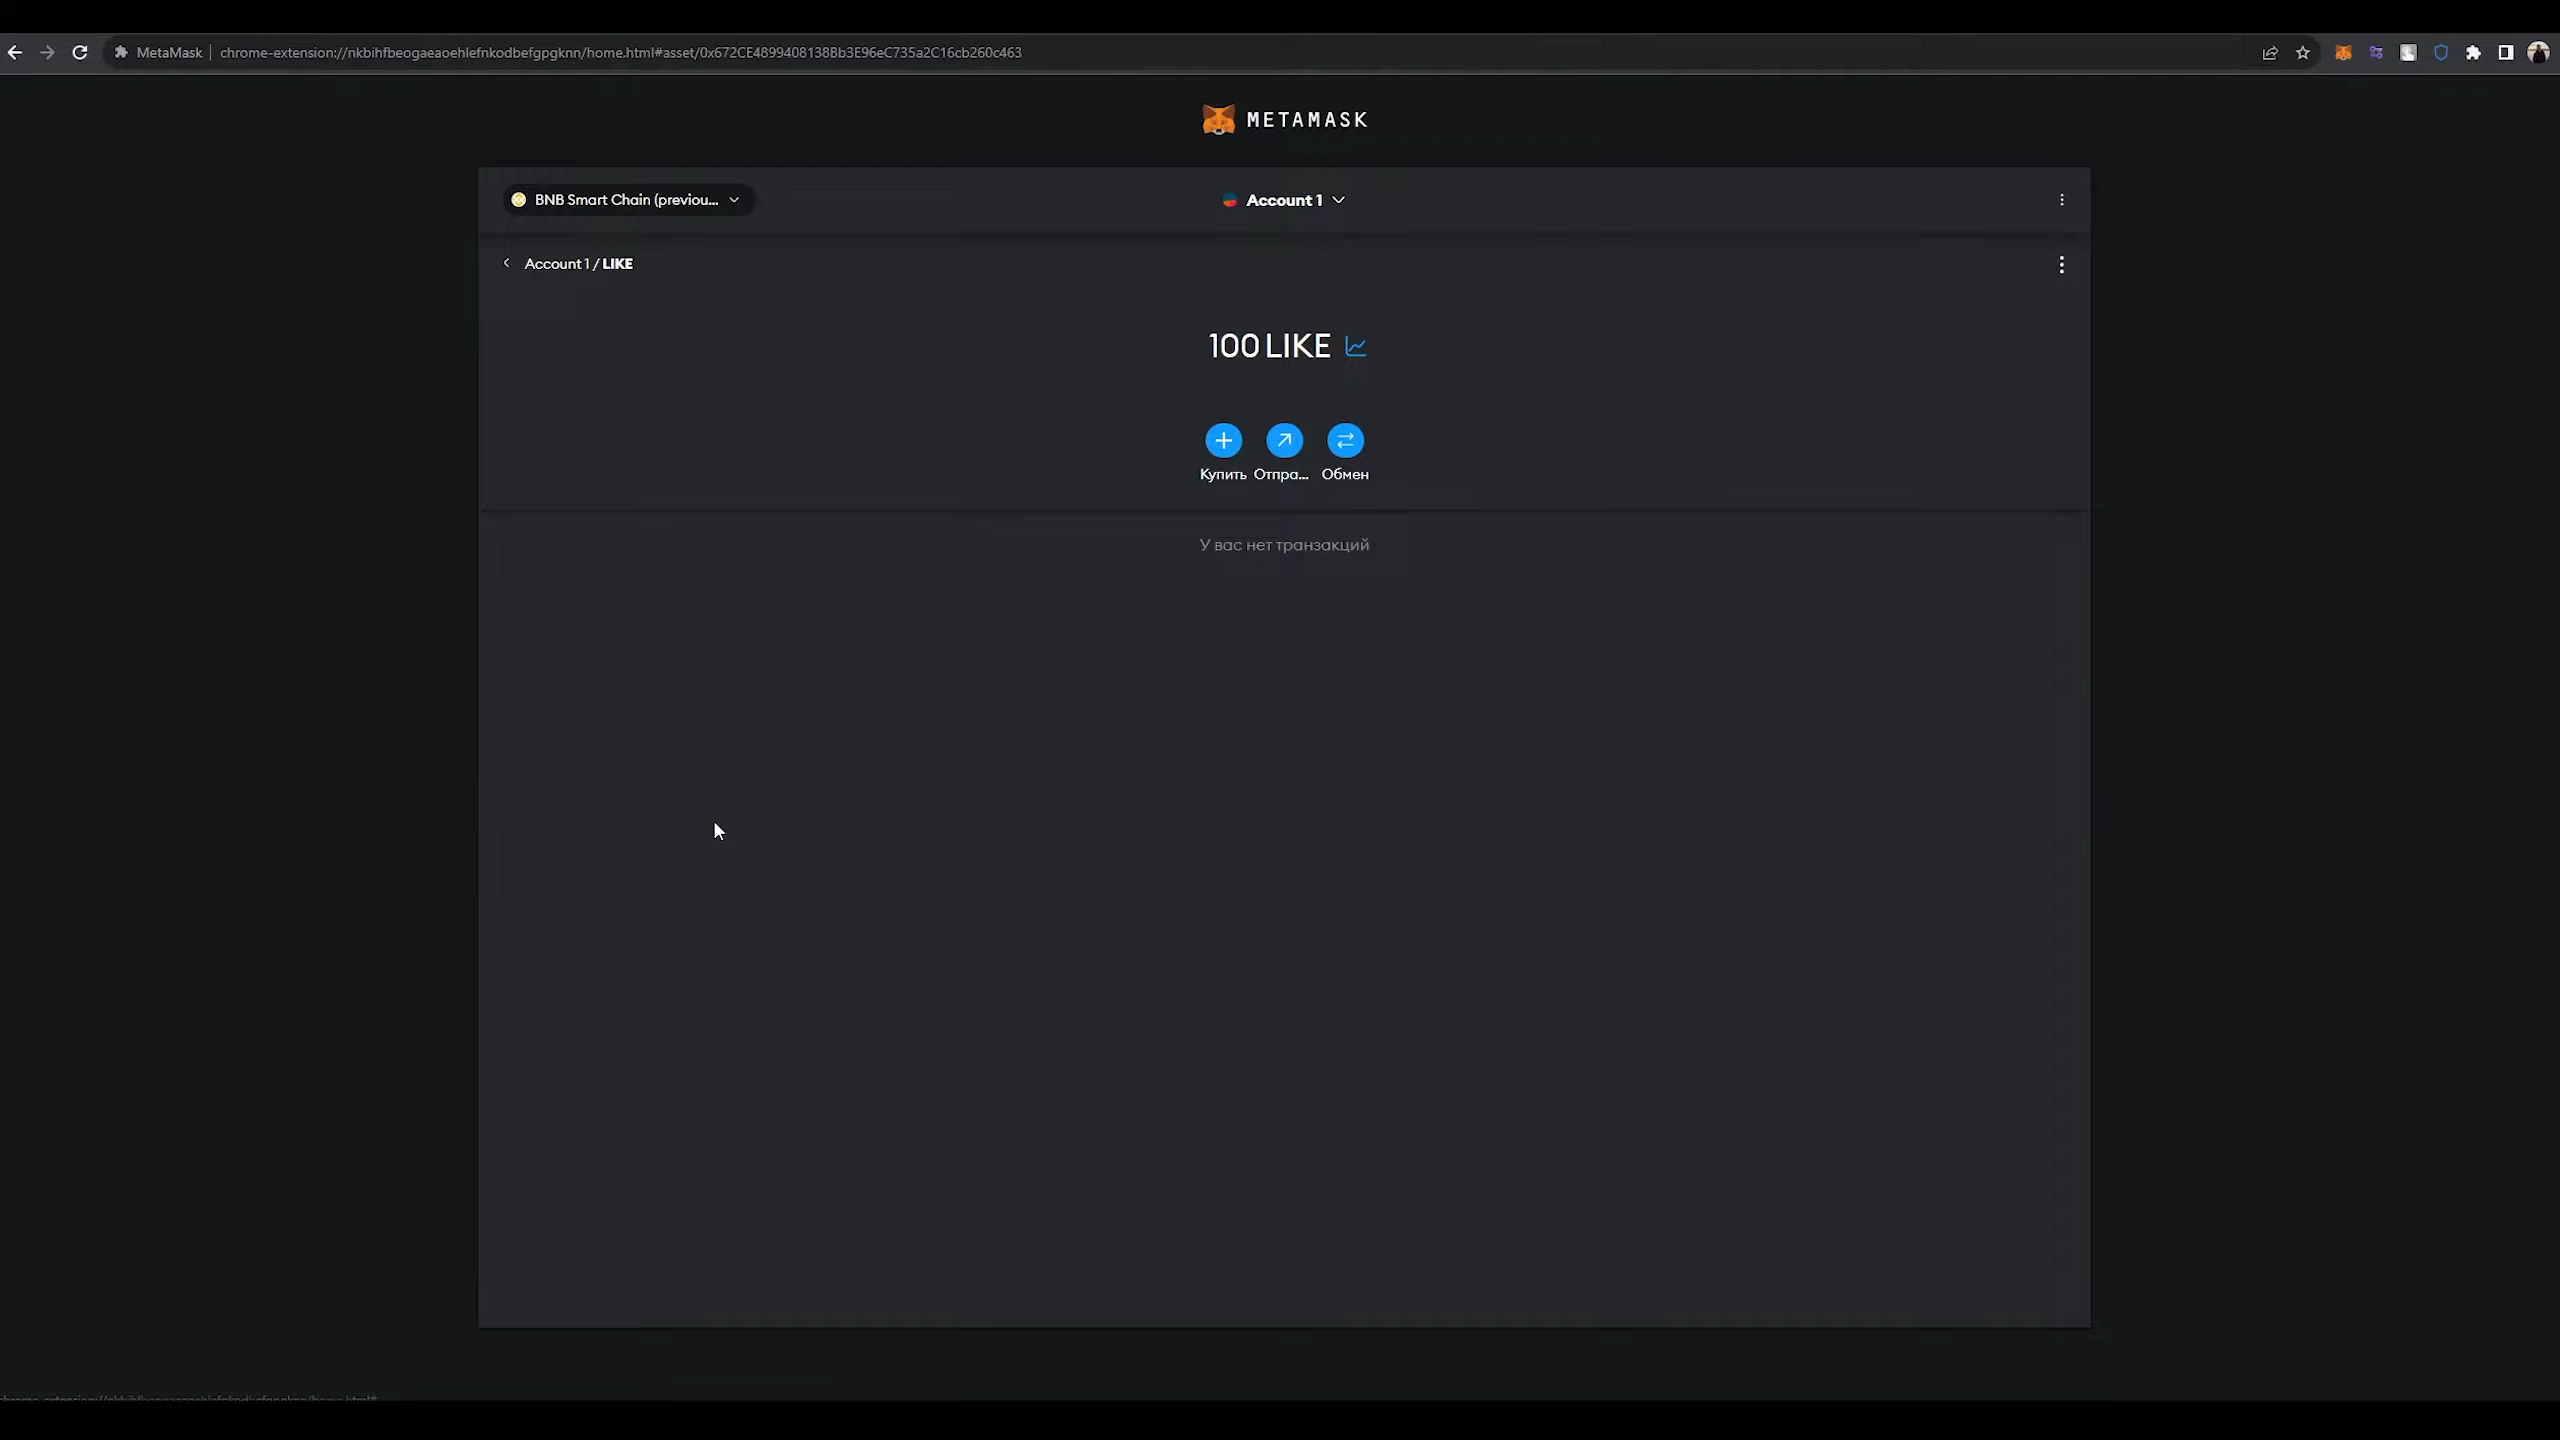 MetaMask | chrome-extension://nkbihfbeogaeaoehlefnkodbefgpgknn/home.html#asset/0x672CE48994081388b3E96eC735a2C16cb260c463
METAMASK
BNB Smart Chain (previou...
Account 1
Account 1 / LIKE
100 LIKE
Купить Отпра... Обмен
У вас нет транзакций